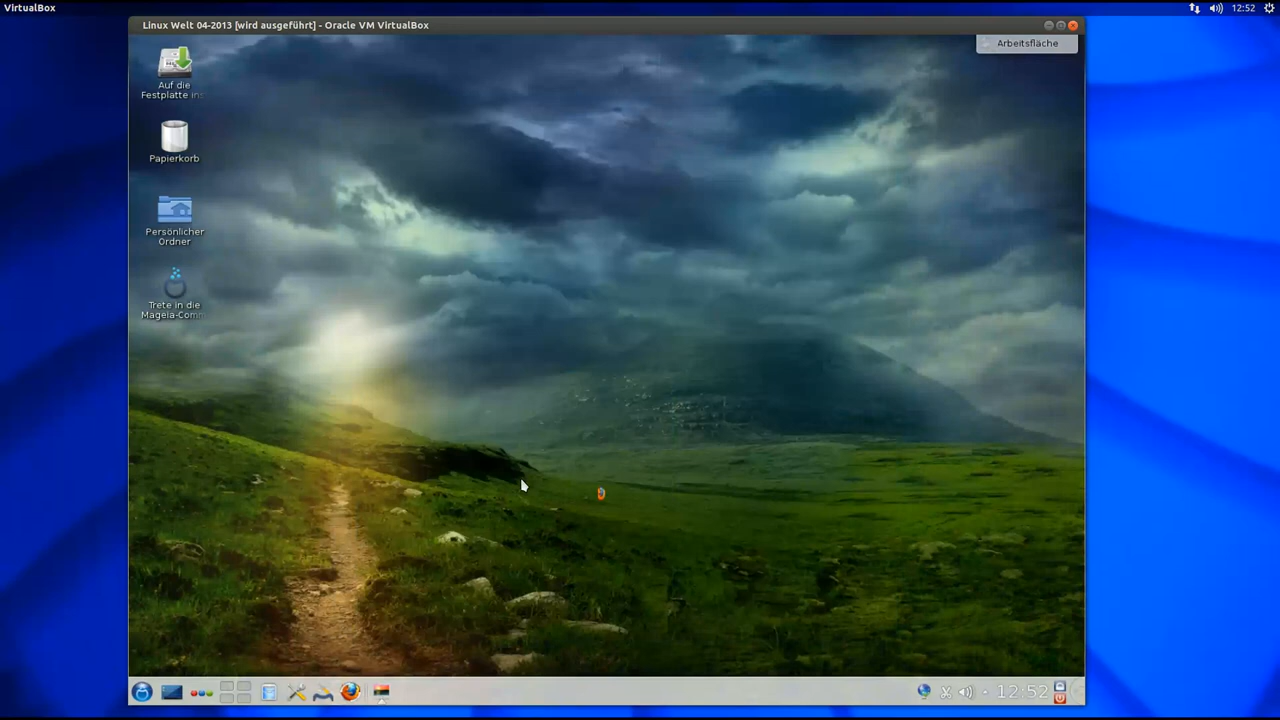 VirtualBox
12:52
Linux Welt 04-2013 [wird ausgeführt] - Oracle VM VirtualBox
Arbeitsfläche
Auf die
Festplatte ins
Papierkorb
Persönlicher
Ordner
Trete in die
Mageia-Comm
12:52